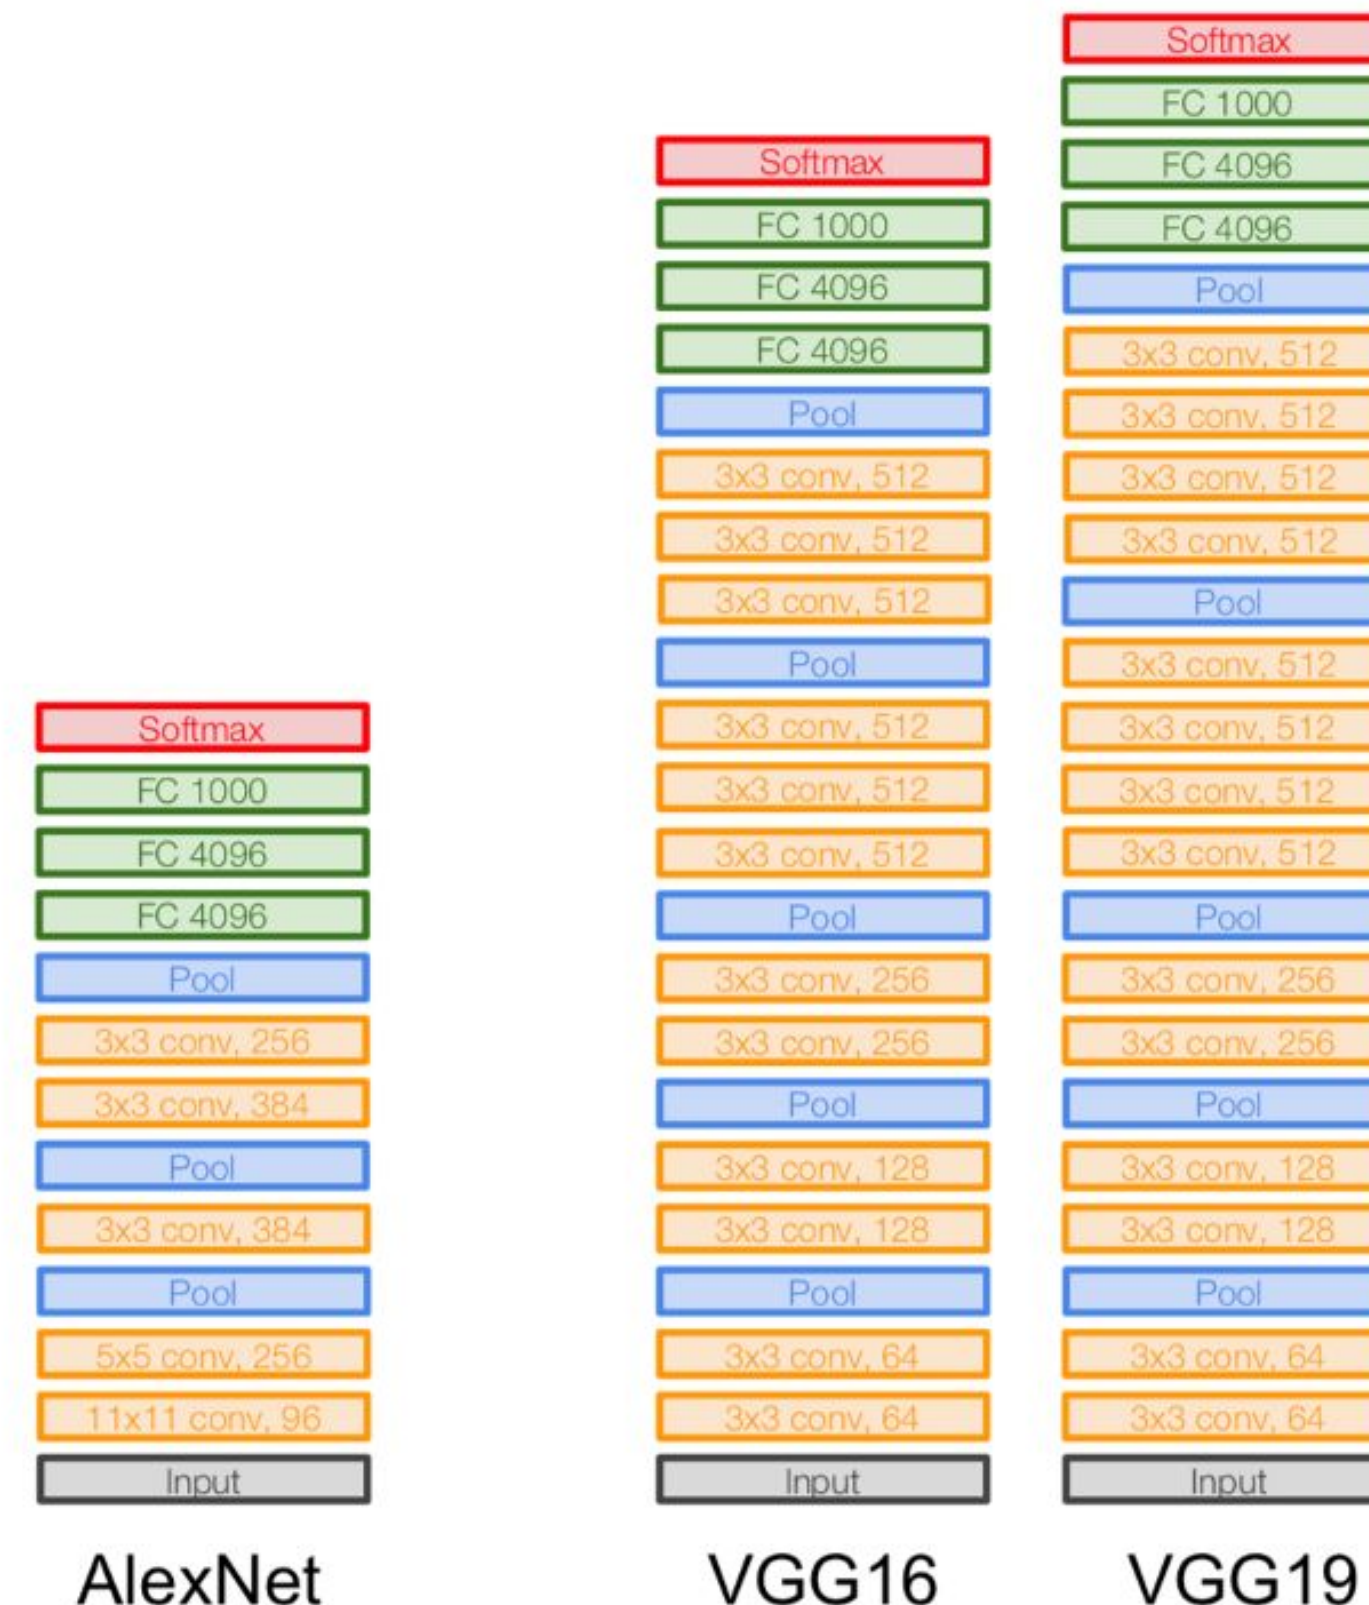 Softmax
FC 1000
FC 4096
FC 4096
Pool
3x3 conv, 256
3x3 conv, 384
Pool
3x3 conv, 384
Pool
5x5 conv, 256
11x11 conv, 96
Input
AlexNet
Softmax
FC 1000
FC 4096
FC 4096
Pool
3x3 conv, 512
3x3 conv, 512
3x3 conv, 512
Pool
3x3 conv, 512
3x3 conv, 512
3x3 conv, 512
Pool
3x3 conv, 256
3x3 conv, 256
Pool
3x3 conv, 128
3x3 conv, 128
Pool
3x3 conv, 64
3x3 conv, 64
Input
VGG16
Softmax
FC 1000
FC 4096
FC 4096
Pool
3x3 conv, 512
3x3 conv, 512
3x3 conv, 512
3x3 conv, 512
Pool
3x3 conv, 512
3x3 conv, 512
3x3 conv, 512
3x3 conv, 512
Pool
3x3 conv, 256
3x3 conv, 256
Pool
3x3 conv, 128
3x3 conv, 128
Pool
3x3 conv, 64
3x3 conv, 64
Input
VGG19